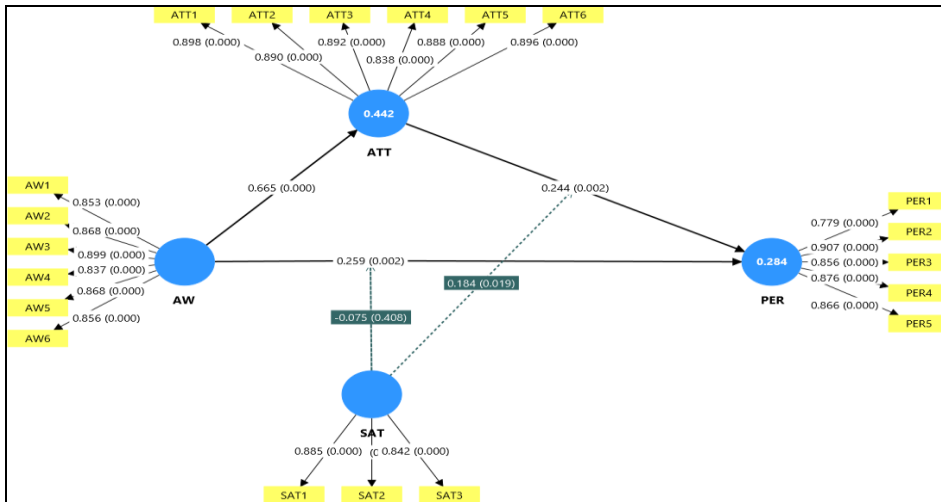 ATT1 ATT2 ATT3 ATT4 ATT5 ATT6
0.898 (0.000) 0.892 (0.000) 0.888 (0.000) 0.896 (0.000)
0.890 (0.000) 0.838 (0.000)
0.442
ATT
AW1
AW2
AW3
AW4
AW5
AW6
0.853 (0.000)
0.868 (0.000)
0.899 (0.000)
0.837 (0.000)
0.868 (0.000)
0.856 (0.000)
AW
0.665 (0.000)
0.244 (0.002)
0.259 (0.002)
0.184 (0.019)
-0.075 (0.408)
0.284
PER
0.779 (0.000)
0.907 (0.000)
0.856 (0.000)
0.876 (0.000)
0.866 (0.000)
PER1
PER2
PER3
PER4
PER5
SAT
0.885 (0.000) 0.842 (0.000)
SAT1 SAT2 SAT3